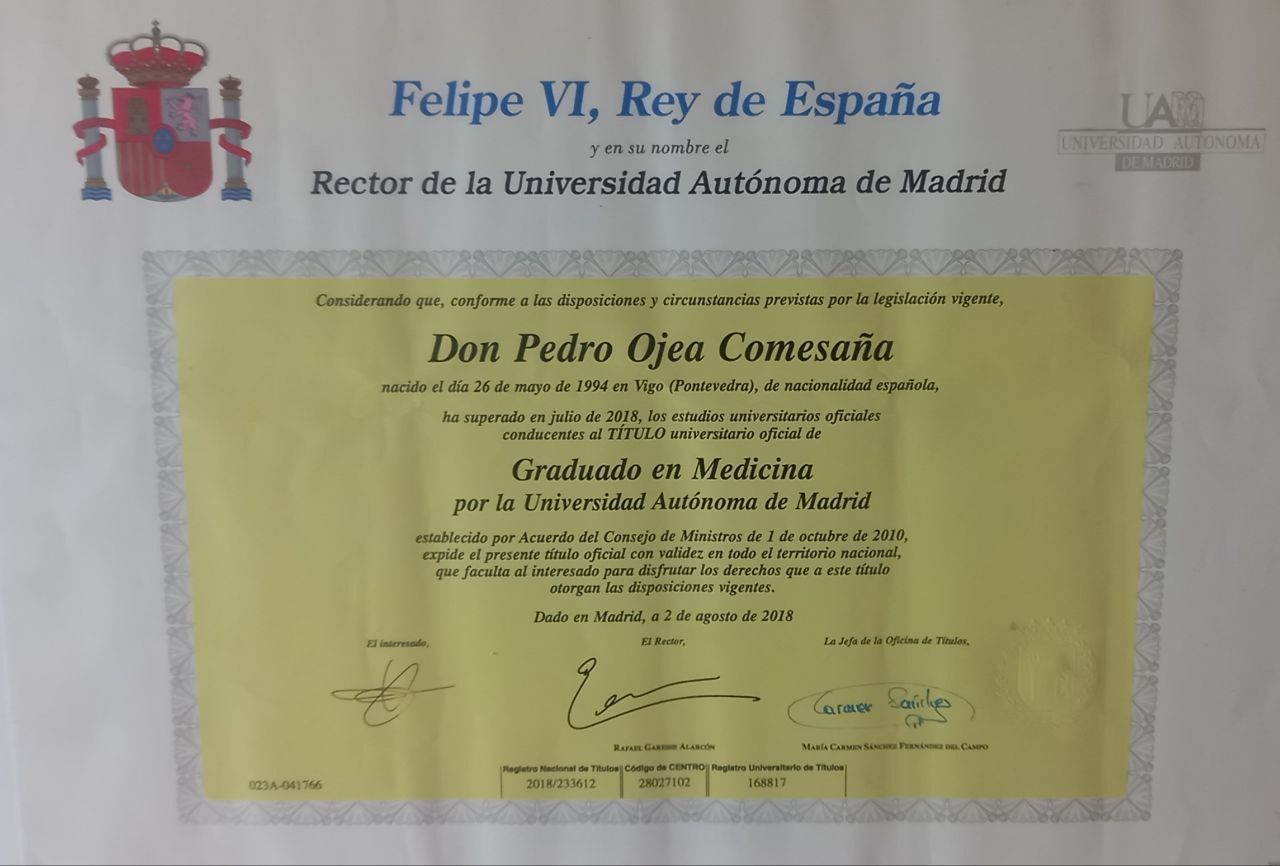 Felipe VI, Rey de España
y en su nombre el
Rector de la Universidad Autónoma de Madrid
UAM
UNIVERSIDAD AUTONOMA
DE MADRID
Considerando que, conforme a las disposiciones y circunstancias previstas por la legislación vigente,
Don Pedro Ojea Comesaña
nacido el día 26 de mayo de 1994 en Vigo (Pontevedra), de nacionalidad española,
ha superado en julio de 2018, los estudios universitarios oficiales
conducentes al TÍTULO universitario oficial de
Graduado en Medicina
por la Universidad Autónoma de Madrid
establecido por Acuerdo del Consejo de Ministros de 1 de octubre de 2010,
expide el presente título oficial con validez en todo el territorio nacional,
que faculta al interesado para disfrutar los derechos que a este título
otorgan las disposiciones vigentes.
Dado en Madrid, a 2 de agosto de 2018
El interesado,
El Rector,
La Jefa de la Oficina de Títulos,
Carmen Sánchez
RAFAEL GARESSE ALARCÓN
MARÍA CARMEN SÁNCHEZ FERNÁNDEZ DEL CAMPO
Registro Nacional de Títulos Código de CENTRO Registro Universitario de Títulos
023A-041766 2018/233612 28027102 168817